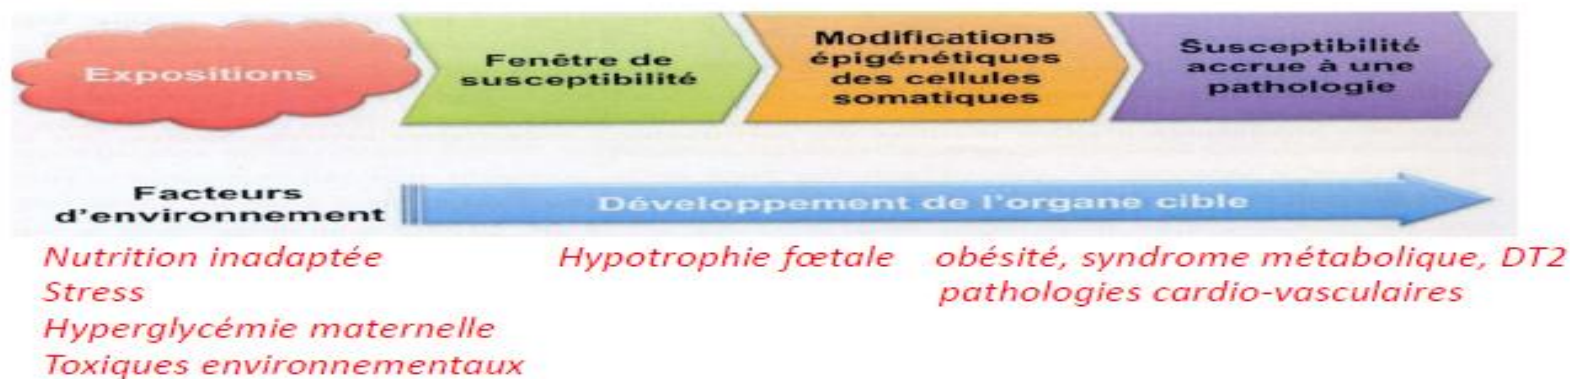 Expositions
Fenêtre de
susceptibilité
Modifications
épigénétiques
des cellules
somatiques
Susceptibilité
accrue à une
pathologie
Facteurs
d'environnement
Développement de l'organe cible
Nutrition inadaptée
Stress
Hyperglycémie maternelle
Toxiques environnementaux
Hypotrophie fœtale
obésité, syndrome métabolique, DT2
pathologies cardio-vasculaires